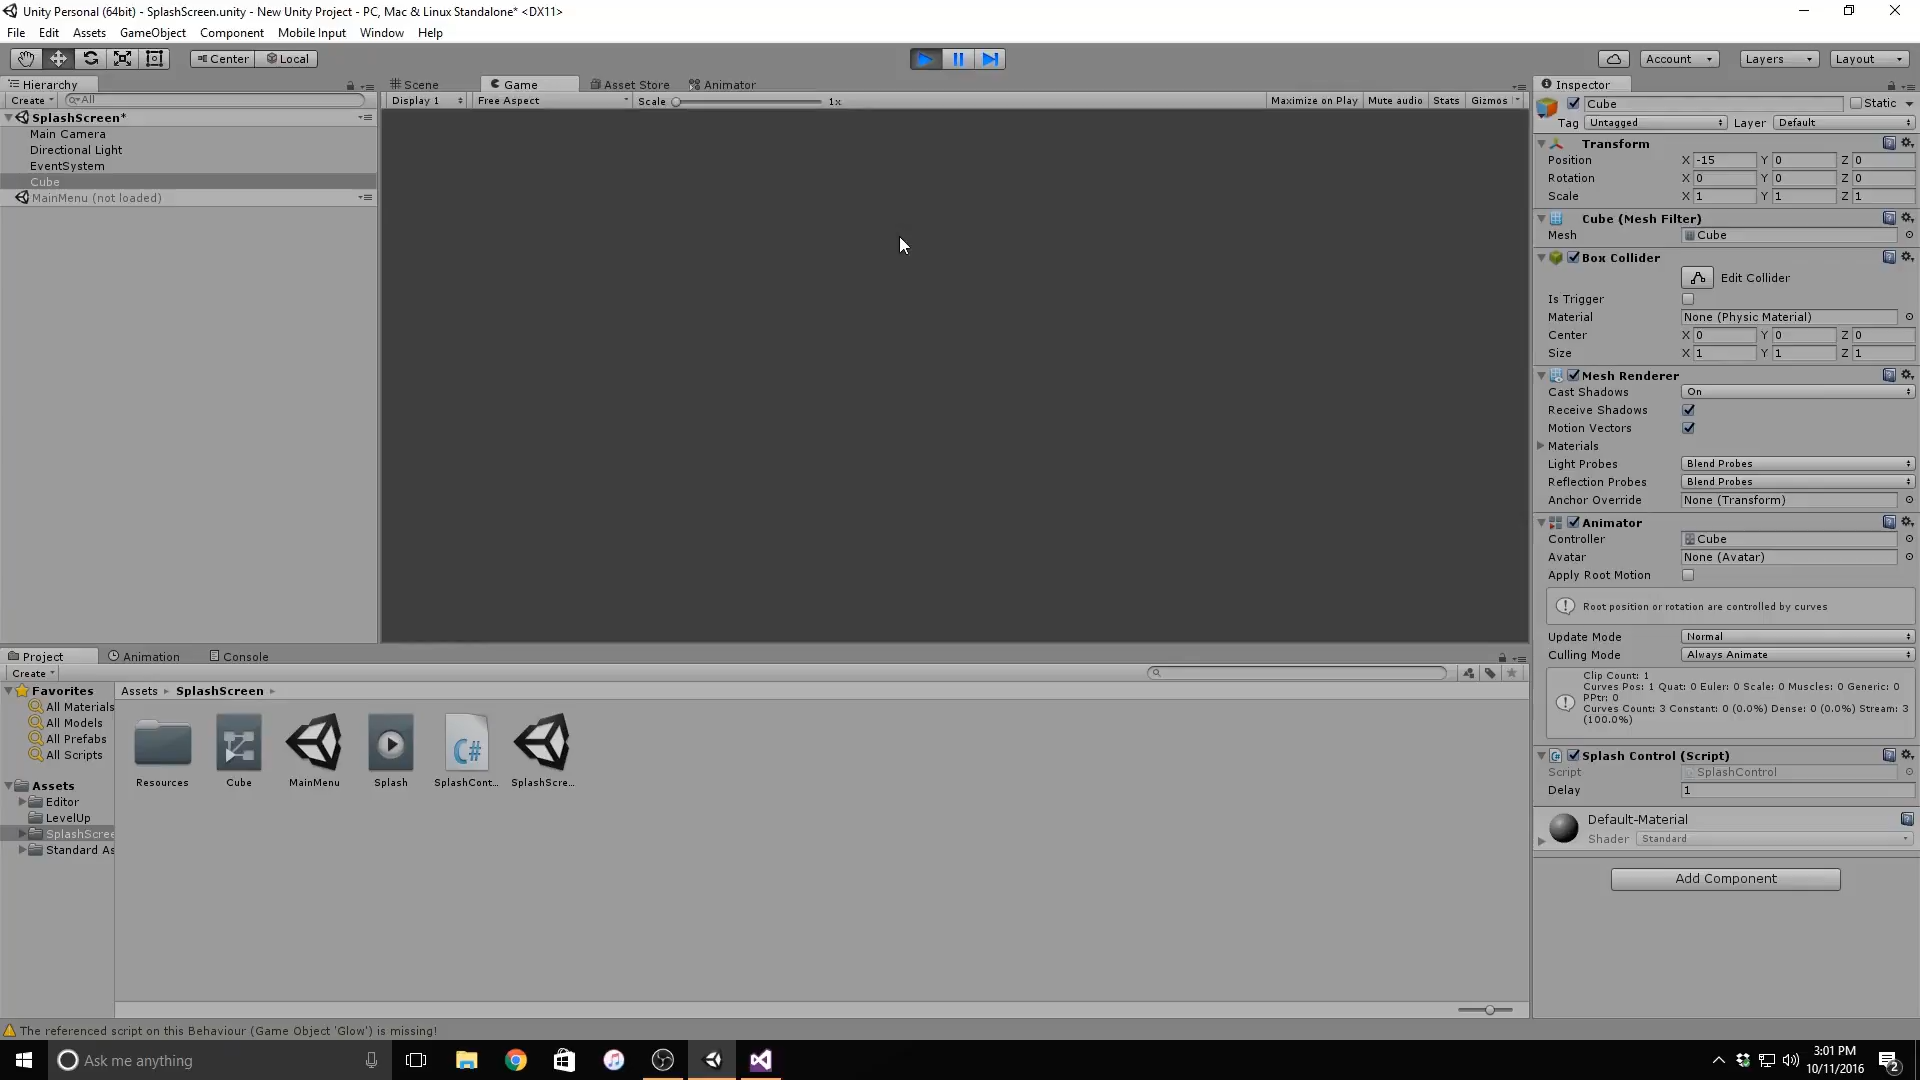 Unity Personal (64bit) - SplashScreen.unity - New Unity Project - PC, Mac & Linux Standalone* <DX11>
File Edit Assets GameObject Component Mobile Input Window Help
Center Local Account Layers Layout
Hierarchy
Create All
SplashScreen*
Main Camera
Directional Light
EventSystem
Cube
MainMenu (not loaded)
Scene Game Asset Store Animator
Display 1 Free Aspect Scale 1x Maximize on Play Mute audio Stats Gizmos
Inspector
Cube Static
Tag Untagged Layer Default
Transform
Position X -15 Y 0 Z 0
Rotation X 0 Y 0 Z 0
Scale X 1 Y 1 Z 1
Cube (Mesh Filter)
Mesh Cube
Box Collider
Edit Collider
Is Trigger
Material None (Physic Material)
Center X 0 Y 0 Z 0
Size X 1 Y 1 Z 1
Mesh Renderer
Cast Shadows On
Receive Shadows
Motion Vectors
Materials
Light Probes Blend Probes
Reflection Probes Blend Probes
Anchor Override None (Transform)
Animator
Controller Cube
Avatar None (Avatar)
Apply Root Motion
Root position or rotation are controlled by curves
Update Mode Normal
Culling Mode Always Animate
Clip Count: 1
Curves Pos: 1 Quat: 0 Euler: 0 Scale: 0 Muscles: 0 Generic: 0
PPtr: 0
Curves Count: 3 Constant: 0 (0.0%) Dense: 0 (0.0%) Stream: 3
(100.0%)
Splash Control (Script)
Script SplashControl
Delay 1
Default-Material
Shader Standard
Add Component
Project Animation Console
Create
Favorites
All Materials
All Models
All Prefabs
All Scripts
Assets
Editor
LevelUp
SplashScree
Standard As
Assets SplashScreen
Resources Cube MainMenu Splash C# SplashCont... SplashScre...
The referenced script on this Behaviour (Game Object 'Glow') is missing!
Ask me anything
3:01 PM
10/11/2016
2